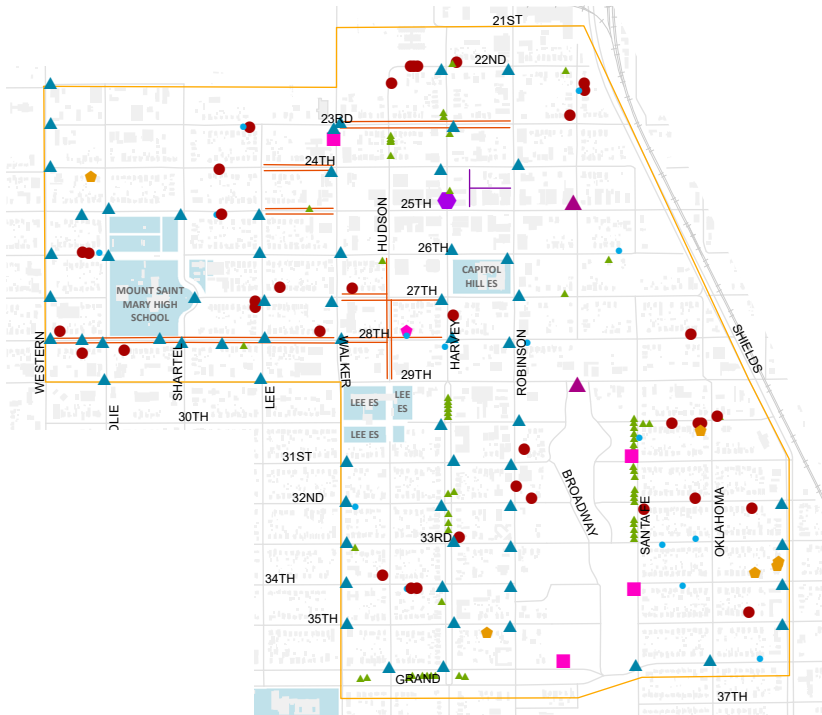 21ST
22ND
23RD
24TH
25TH
HUDSON
26TH
CAPITOL
HILL ES
27TH
MOUNT SAINT
MARY HIGH
SCHOOL
28TH
WESTERN
SHARTEL
LEE
WALKER
HARVEY
ROBINSON
SHIELDS
29TH
LEE ES
LEE
ES
30TH
OLIE
LEE ES
31ST
32ND
BROADWAY
SANTA FE
OKLAHOMA
33RD
34TH
35TH
GRAND
37TH